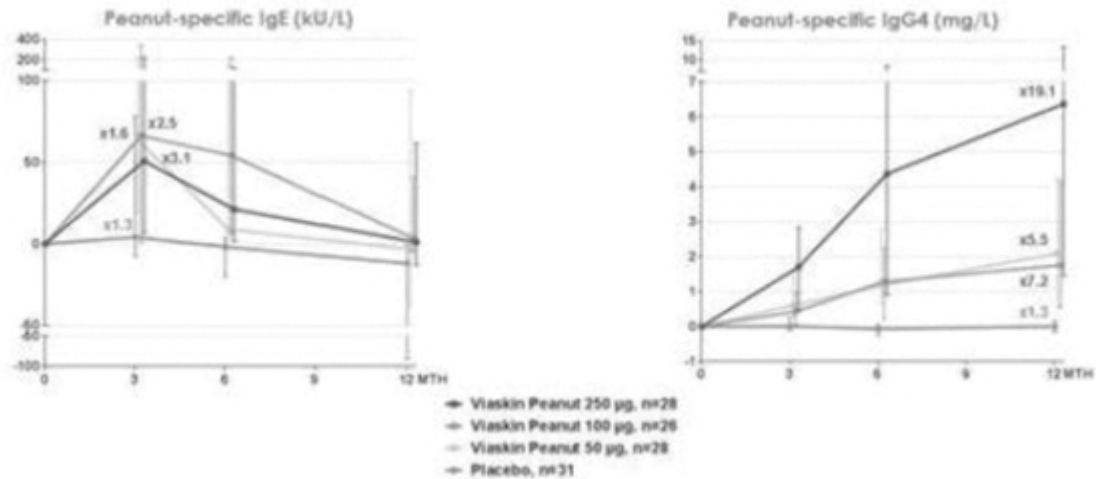 Peanut-specific IgE (kU/L)
400
200
100
50
0
-50
-100
x1.6
x2.5
x3.1
x1.3
0
3
6
9
12 MTH
Peanut-specific IgG4 (mg/L)
15
10
7
6
5
4
3
2
1
0
-1
x19.1
x5.5
x7.2
x1.3
0
3
6
9
12 MTH
Viaskin Peanut 250 µg, n=28
Viaskin Peanut 100 µg, n=26
Viaskin Peanut 50 µg, n=28
Placebo, n=31